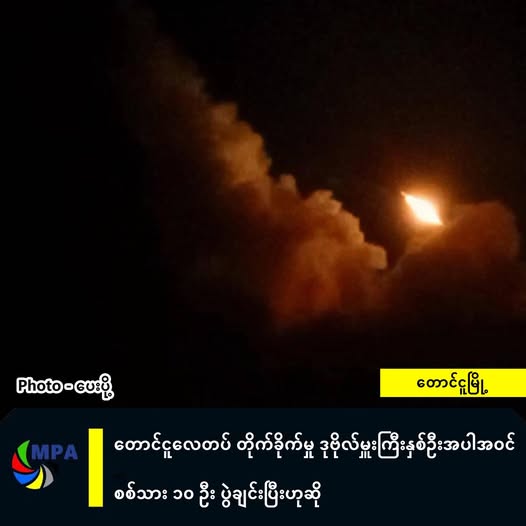 Photo - ပေးပို့
တောင်ငူမြို့
MPA
တောင်ငူလေတပ် တိုက်ခိုက်မှု ဒုဗိုလ်မှူးကြီးနှစ်ဦးအပါအဝင်
စစ်သား ၁၀ ဦး ပွဲချင်းပြီးဟုဆို